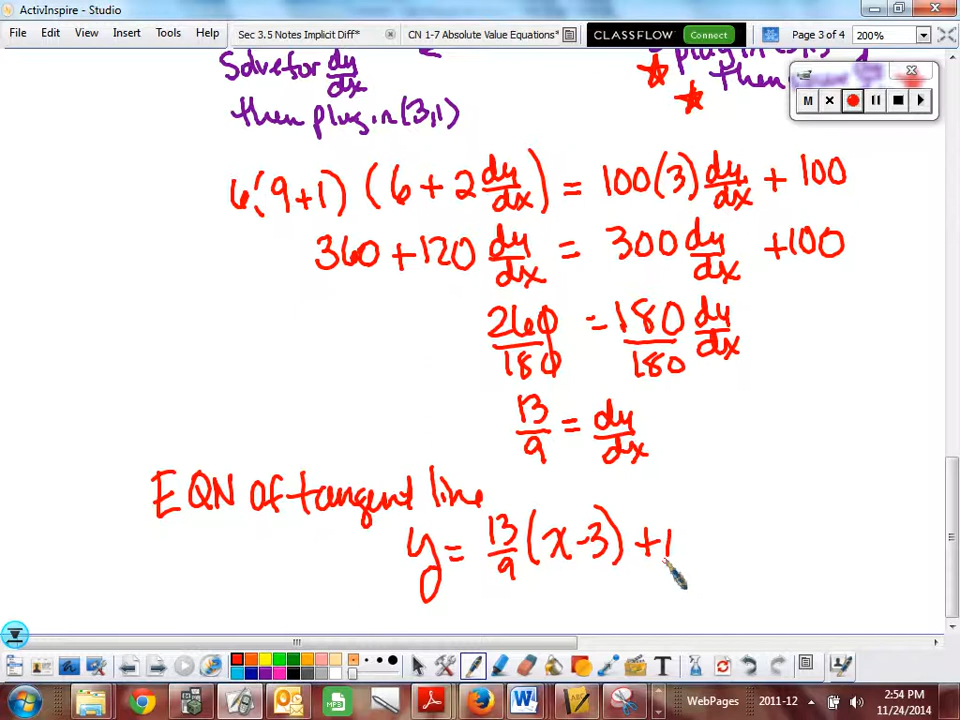 ActivInspire - Studio
File Edit View Insert Tools Help
Sec 3.5 Notes Implicit Diff* CN 1-7 Absolute Value Equations* CLASSFLOW Connect Page 3 of 4 200%
Solve for dy/dx
then plug in (3,1)
plug in
then
M
6(9+1)(6+2 dy/dx) = 100(3) dy/dx + 100
360+120 dy/dx = 300 dy/dx +100
260/180 = 180/180 dy/dx
13/9 = dy/dx
EQN of tangent line
y = 13/9 (x-3) +1
WebPages 2011-12 2:54 PM
11/24/2014